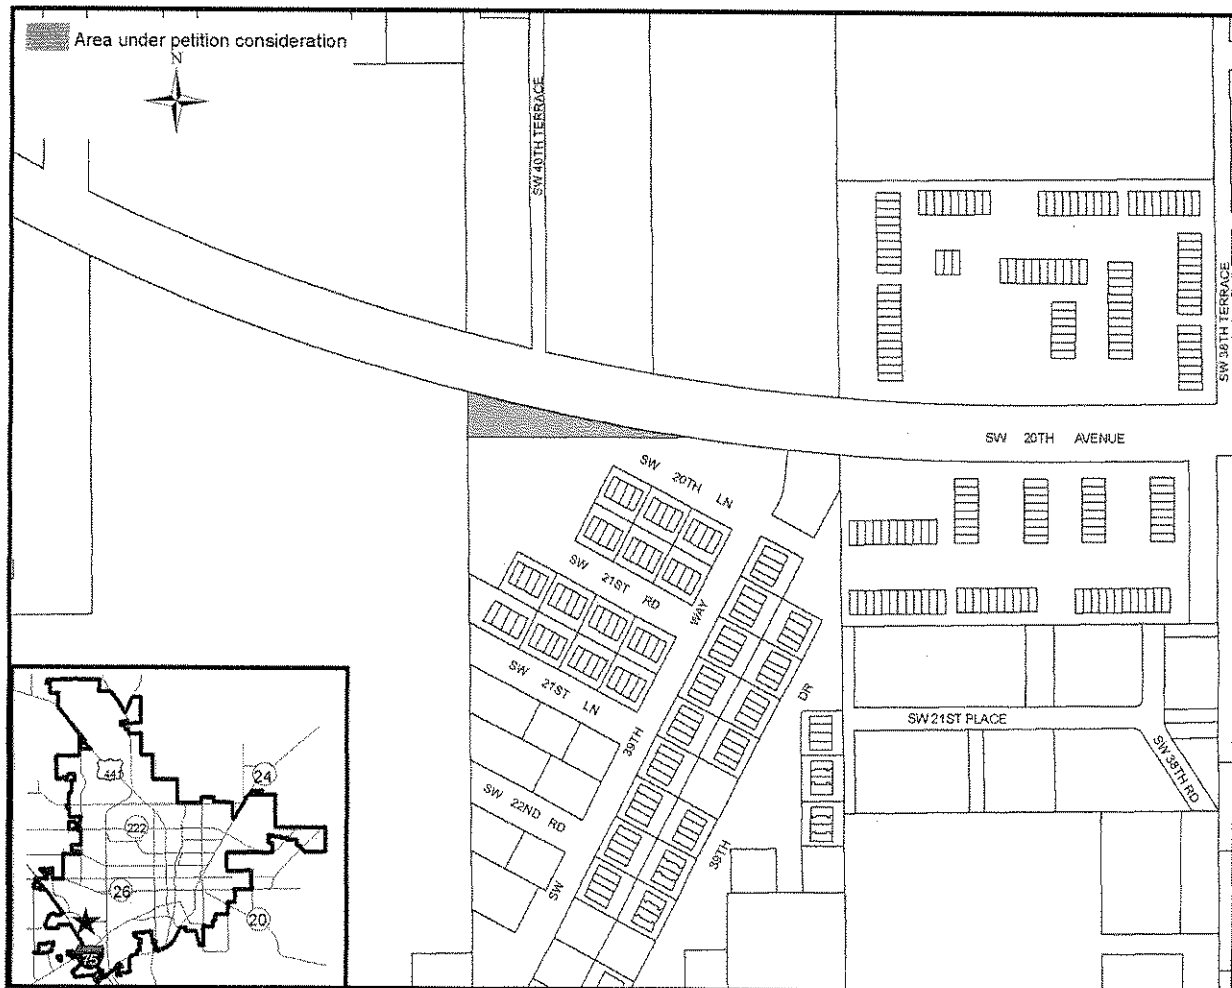 Area under petition consideration
N
SW 40TH TERRACE
SW 38TH TERRACE
SW 20TH AVENUE
SW 20TH LN
SW 21ST RD
WAY
SW 21ST LN
DR
SW 21ST PLACE
39TH
SW 38TH RD
SW 22ND RD
39TH
SW
441
24
222
26
20
75